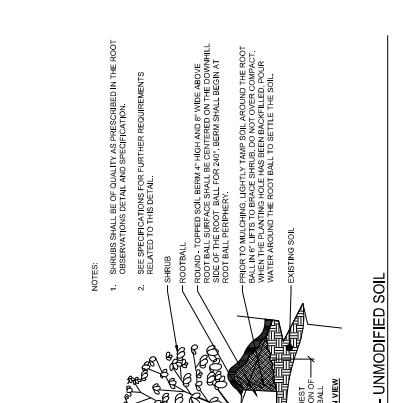 NOTES:
1. SHRUBS SHALL BE OF QUALITY AS PRESCRIBED IN THE ROOT
OBSERVATIONS DETAIL AND SPECIFICATION.
2. SEE SPECIFICATIONS FOR FURTHER REQUIREMENTS
RELATED TO THIS DETAIL.
SHRUB
ROOTBALL
ROUND - TOPPED SOIL BERM 4" HIGH AND 8" WIDE ABOVE
ROOT BALL SURFACE SHALL BE CENTERED ON THE DOWNHILL
SIDE OF THE ROOT BALL FOR 240°. BERM SHALL BEGIN AT
ROOT BALL PERIPHERY.
PRIOR TO MULCHING, LIGHTLY TAMP SOIL AROUND THE ROOT
BALL IN 6" LIFTS TO BRACE SHRUB. DO NOT OVER COMPACT.
WHEN THE PLANTING HOLE HAS BEEN BACKFILLED, POUR
WATER AROUND THE ROOT BALL TO SETTLE THE SOIL.
EXISTING SOIL
EST
ON OF
BALL
VIEW
- UNMODIFIED SOIL